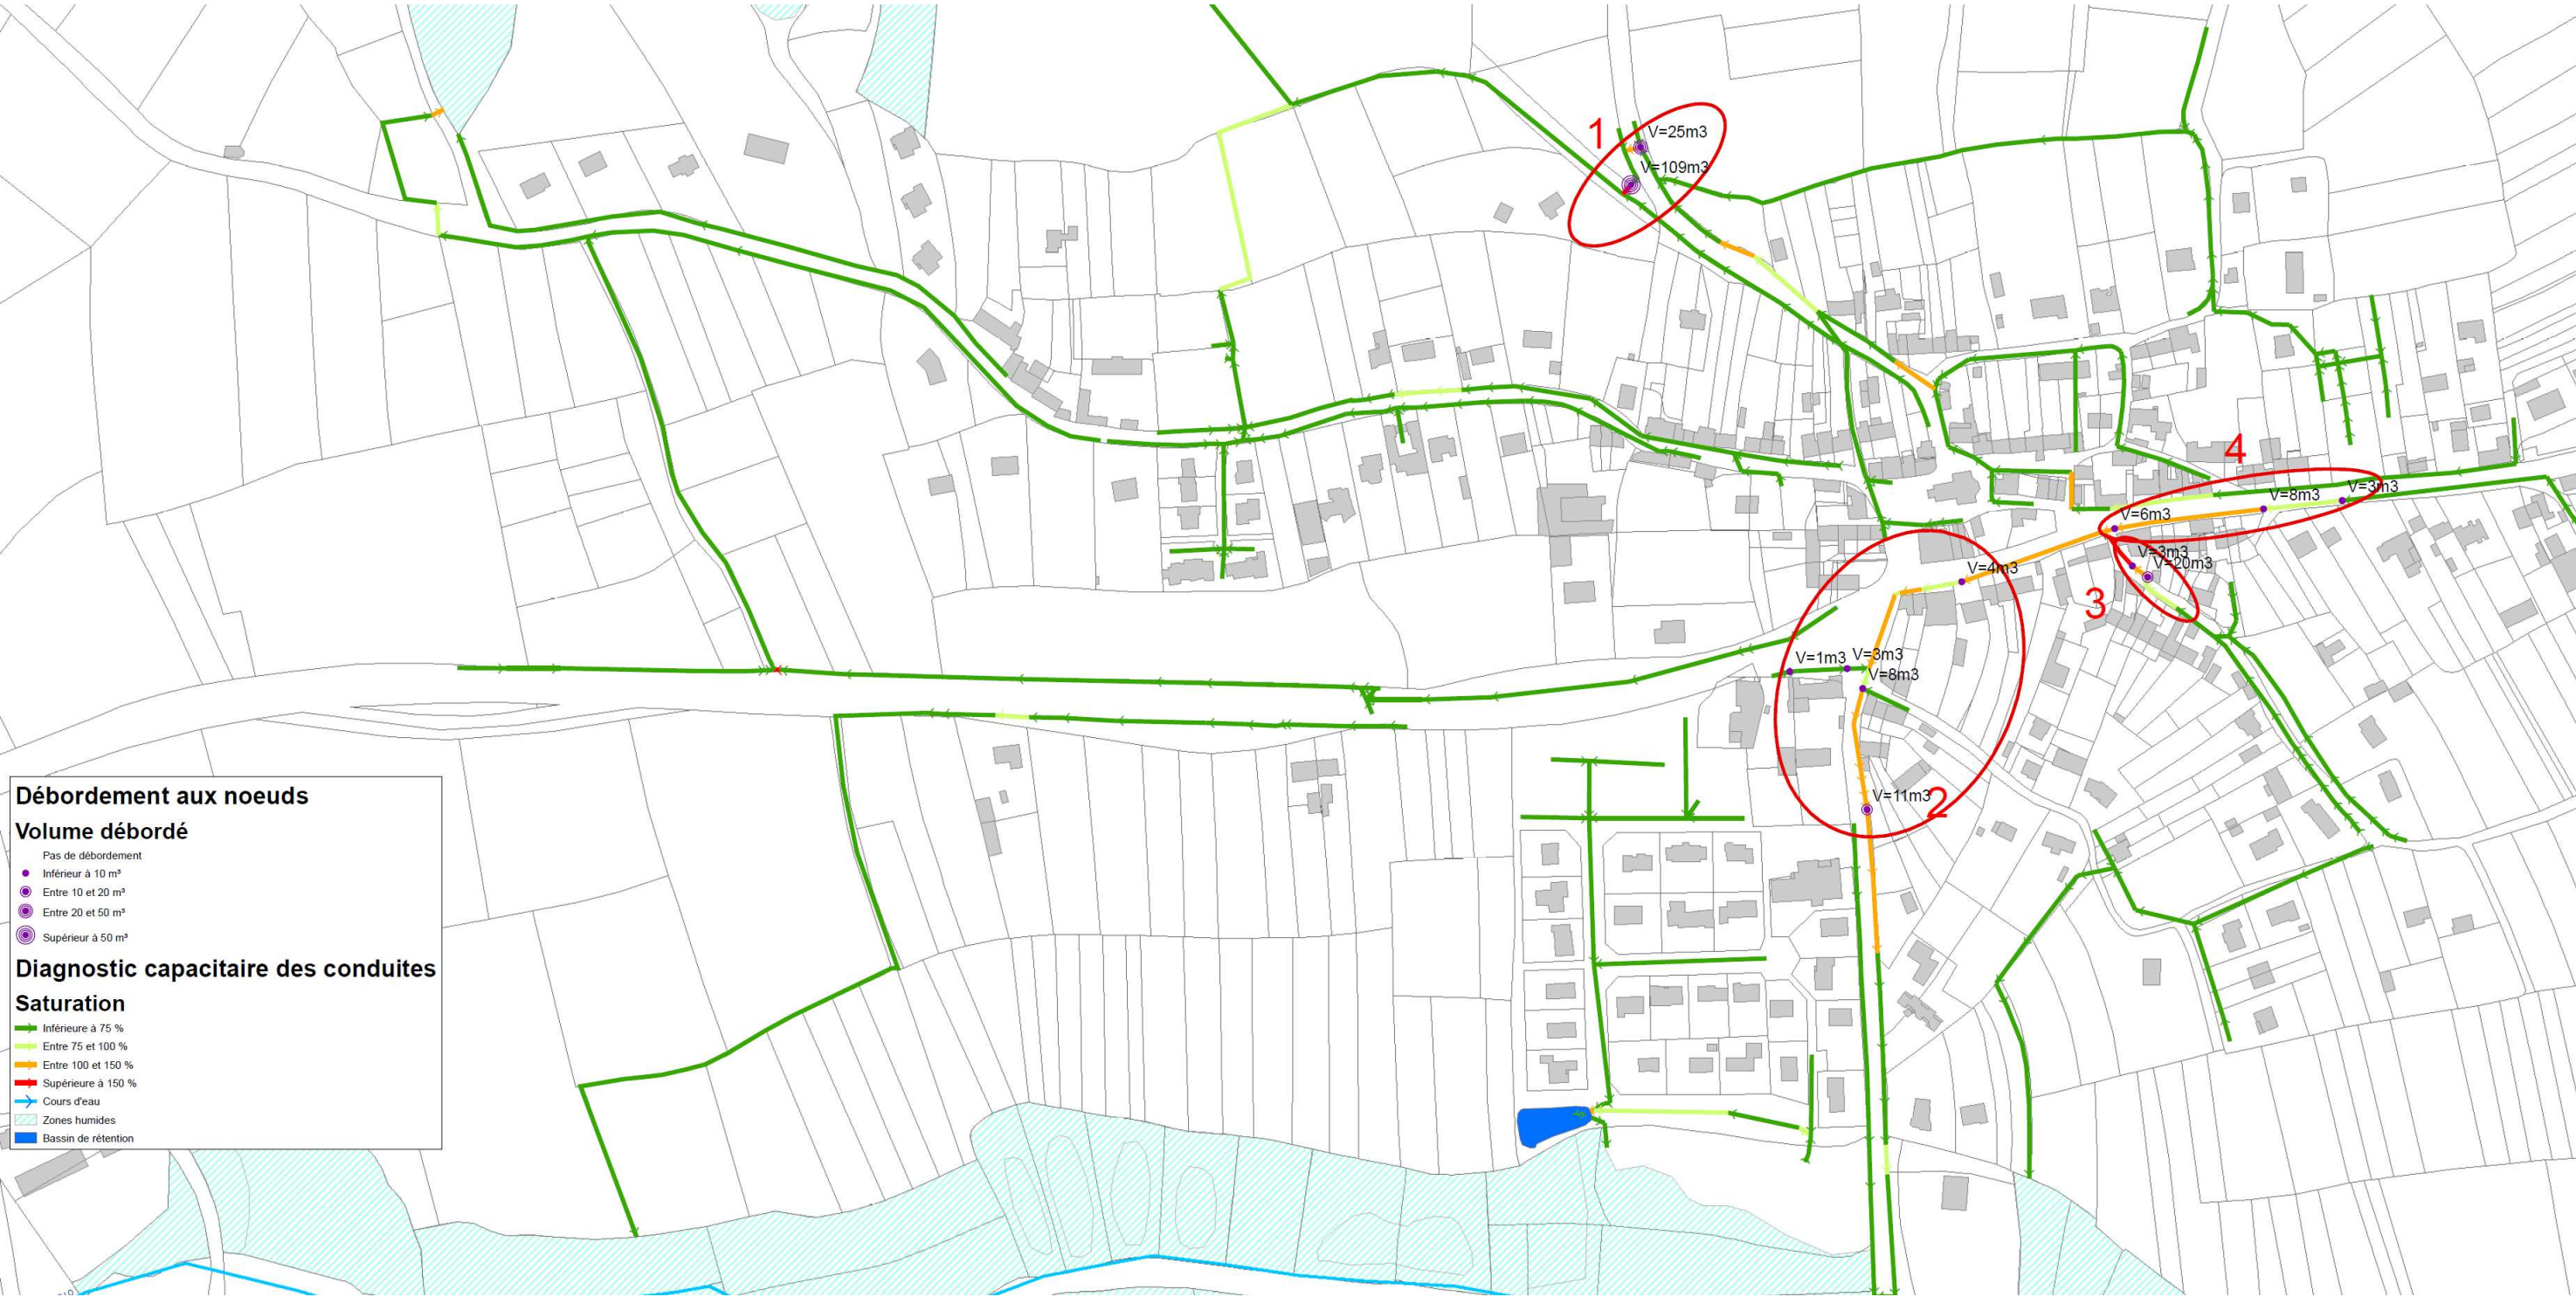 1
V=25m3
V=109m3
4
V=3m3
V=8m3
V=6m3
V=3m3
V=20m3
V=4m3
3
V=1m3
V=3m3
V=8m3
V=11m3
2
Débordement aux noeuds
Volume débordé
Pas de débordement
Inférieur à 10 m³
Entre 10 et 20 m³
Entre 20 et 50 m³
Supérieur à 50 m³
Diagnostic capacitaire des conduites
Saturation
Inférieure à 75 %
Entre 75 et 100 %
Entre 100 et 150 %
Supérieure à 150 %
Cours d'eau
Zones humides
Bassin de rétention